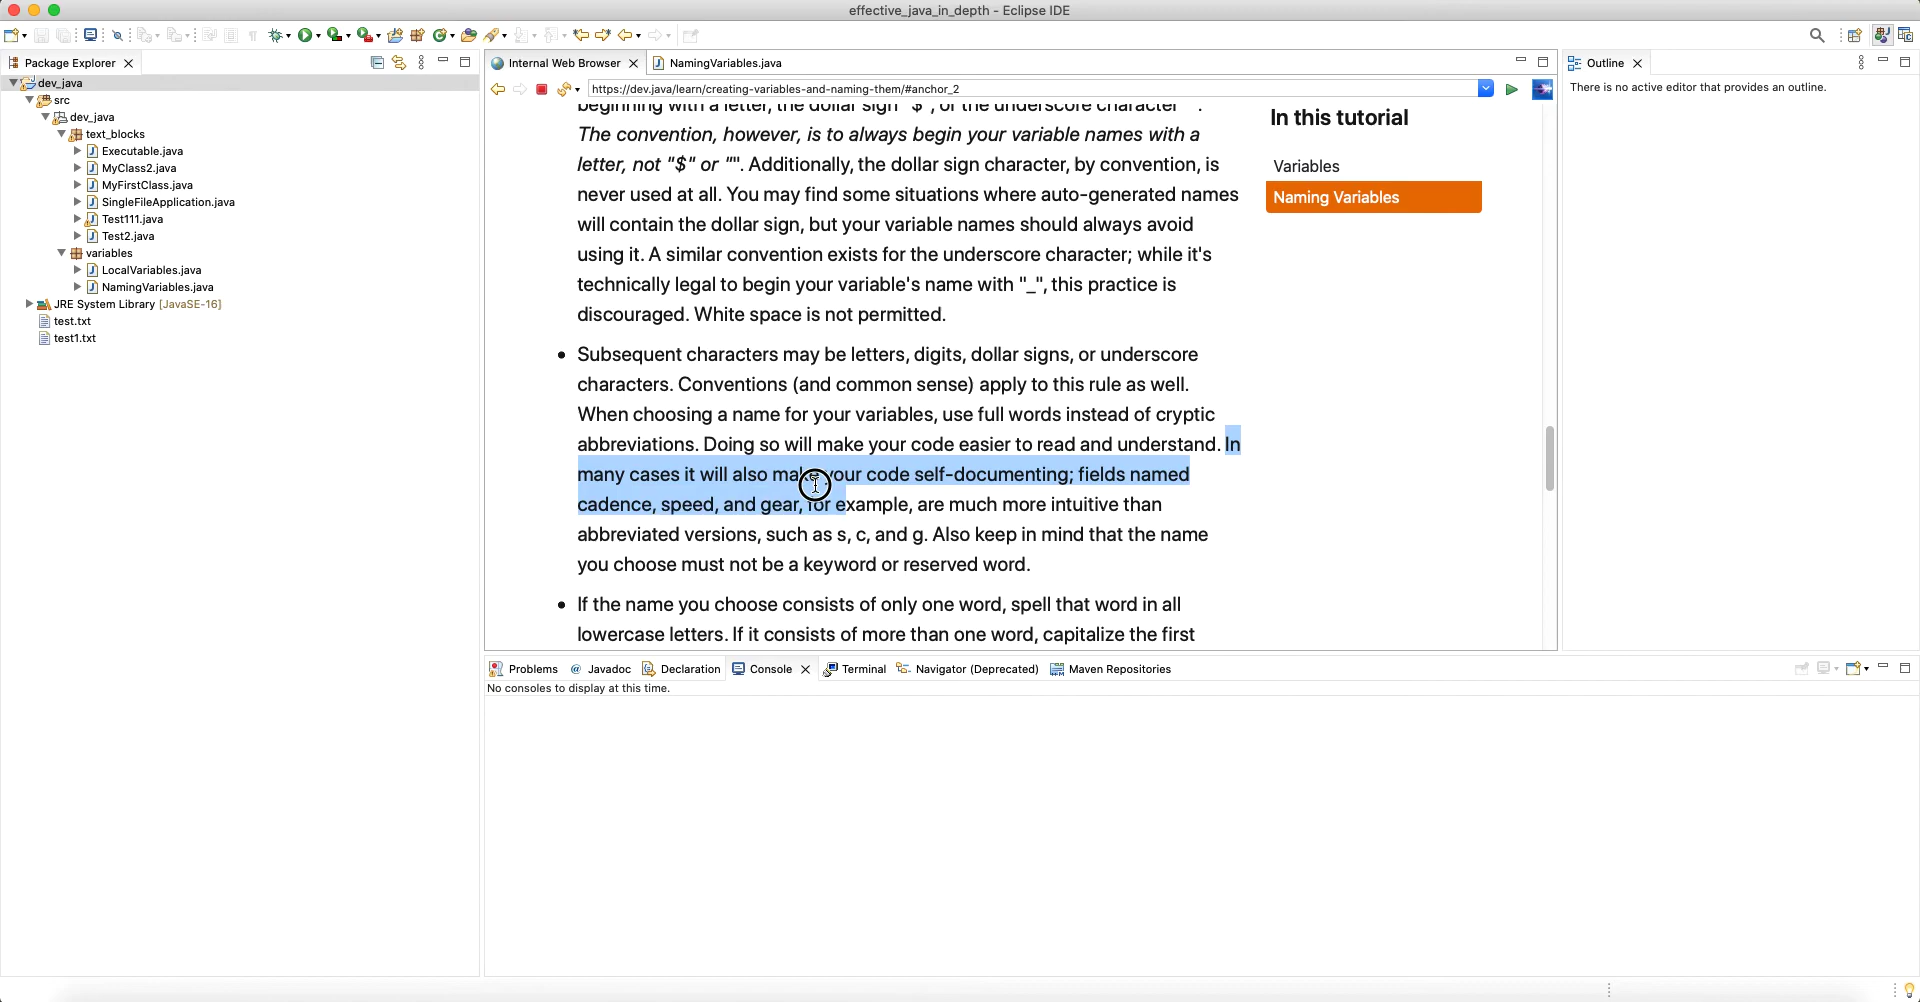 effective_java_in_depth - Eclipse IDE
Package Explorer
Internal Web Browser
NamingVariables.java
Outline
https://dev.java/learn/creating-variables-and-naming-them/#anchor_2
There is no active editor that provides an outline.
dev_java
src
dev_java
text_blocks
Executable.java
MyClass2.java
MyFirstClass.java
SingleFileApplication.java
Test111.java
Test2.java
variables
LocalVariables.java
NamingVariables.java
JRE System Library [JavaSE-16]
test.txt
test1.txt
beginning with a letter, the dollar sign "$", or the underscore character "
The convention, however, is to always begin your variable names with a
letter, not "$" or "". Additionally, the dollar sign character, by convention, is
never used at all. You may find some situations where auto-generated names
will contain the dollar sign, but your variable names should always avoid
using it. A similar convention exists for the underscore character; while it's
technically legal to begin your variable's name with "_", this practice is
discouraged. White space is not permitted.
• Subsequent characters may be letters, digits, dollar signs, or underscore
characters. Conventions (and common sense) apply to this rule as well.
When choosing a name for your variables, use full words instead of cryptic
abbreviations. Doing so will make your code easier to read and understand. In
many cases it will also make your code self-documenting; fields named
cadence, speed, and gear, for example, are much more intuitive than
abbreviated versions, such as s, c, and g. Also keep in mind that the name
you choose must not be a keyword or reserved word.
• If the name you choose consists of only one word, spell that word in all
lowercase letters. If it consists of more than one word, capitalize the first
In this tutorial
Variables
Naming Variables
Problems
Javadoc
Declaration
Console
Terminal
Navigator (Deprecated)
Maven Repositories
No consoles to display at this time.